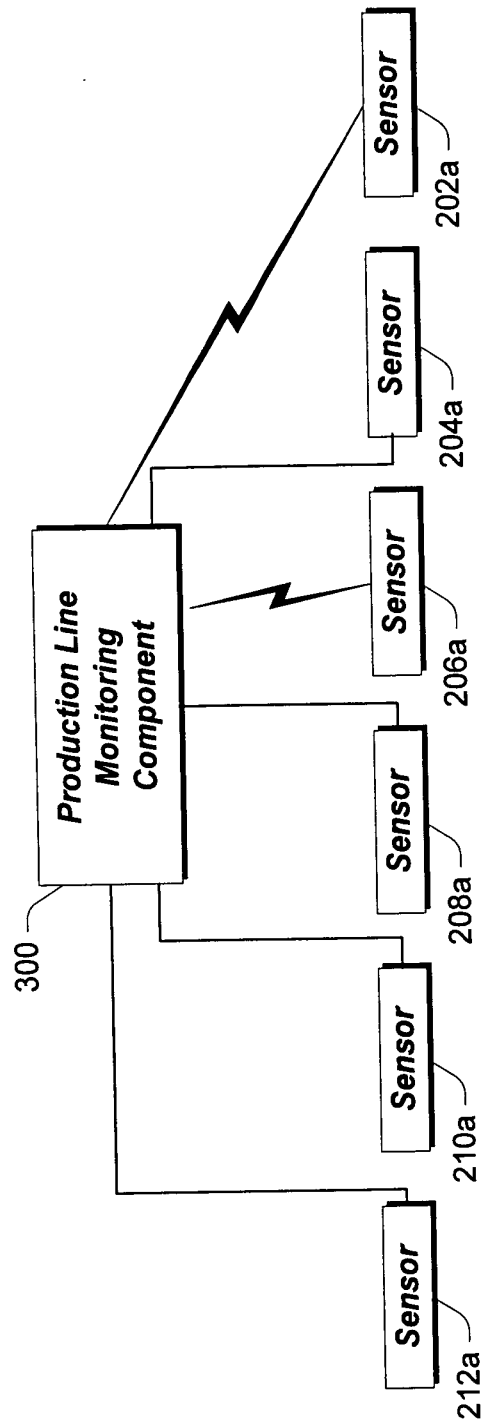 300
Production Line
Monitoring
Component
Sensor
212a
Sensor
210a
Sensor
208a
Sensor
206a
Sensor
204a
Sensor
202a